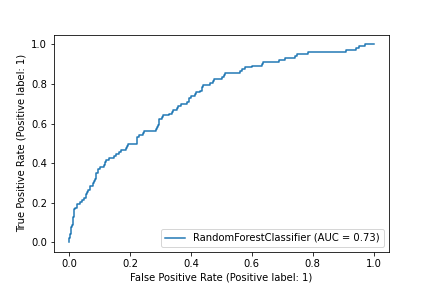 True Positive Rate (Positive label: 1)
1.0
0.8
0.6
0.4
0.2
0.0
RandomForestClassifier (AUC = 0.73)
0.0 0.2 0.4 0.6 0.8 1.0
False Positive Rate (Positive label: 1)